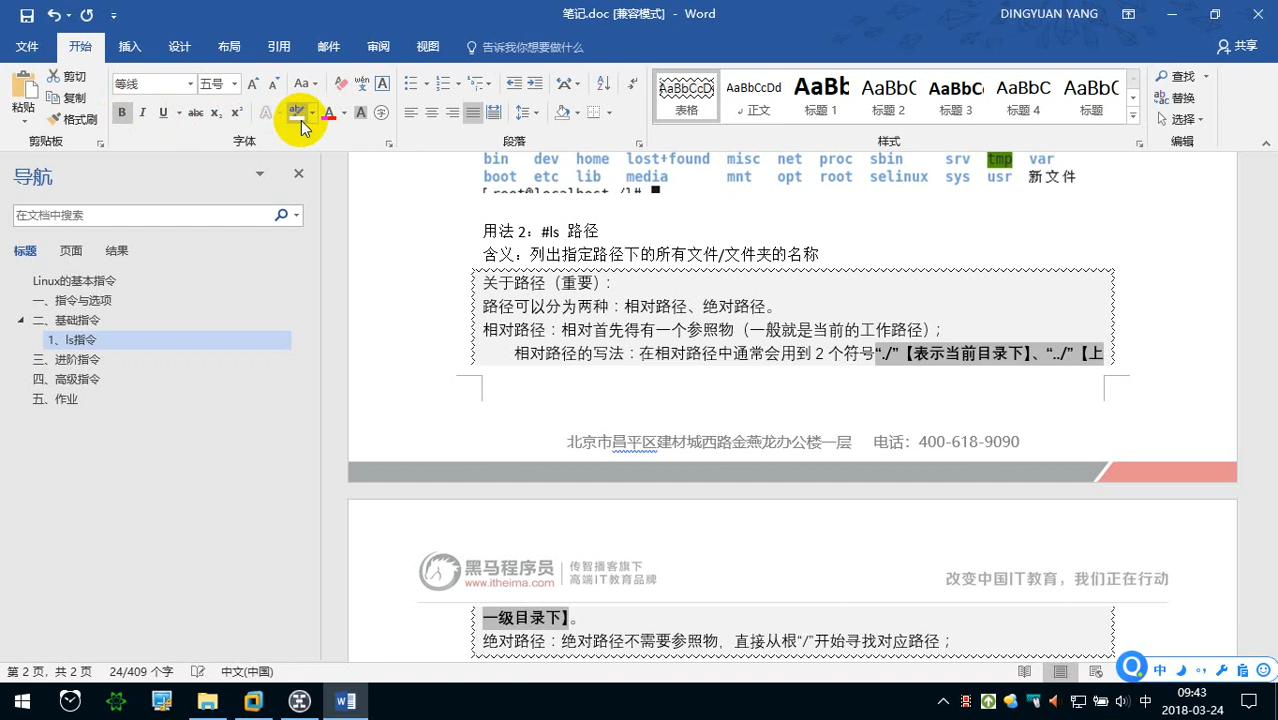 笔记.doc [兼容模式] - Word
DINGYUAN YANG
文件 开始 插入 设计 布局 引用 邮件 审阅 视图 告诉我你想要做什么 共享
粘贴 剪切 复制 格式刷
等线 五号
剪贴板 字体 段落 样式 编辑
AaBbCcDd 表格
AaBbCcDd 正文
AaBb 标题 1
AaBbC 标题 2
AaBbC 标题 3
AaBbC 标题 4
查找
替换
选择
导航
在文档中搜索
标题 页面 结果
Linux的基本指令
一、指令与选项
二、基础指令
1、ls指令
三、进阶指令
四、高级指令
五、作业
bin dev home lost+found misc net proc sbin srv tmp var
boot etc lib media mnt opt root selinux sys usr 新文件
[root@localhost /]#
用法 2：#ls 路径
含义：列出指定路径下的所有文件/文件夹的名称
关于路径（重要）：
路径可以分为两种：相对路径、绝对路径。
相对路径：相对首先得有一个参照物（一般就是当前的工作路径）；
相对路径的写法：在相对路径中通常会用到 2 个符号“./”【表示当前目录下】、“../”【上
北京市昌平区建材城西路金燕龙办公楼一层 电话：400-618-9090
黑马程序员
www.itheima.com
传智播客旗下
高端IT教育品牌
改变中国IT教育，我们正在行动
一级目录下】。
绝对路径：绝对路径不需要参照物，直接从根“/”开始寻找对应路径；
第 2 页，共 2 页 24/409 个字 中文(中国)
中
中
09:43
2018-03-24